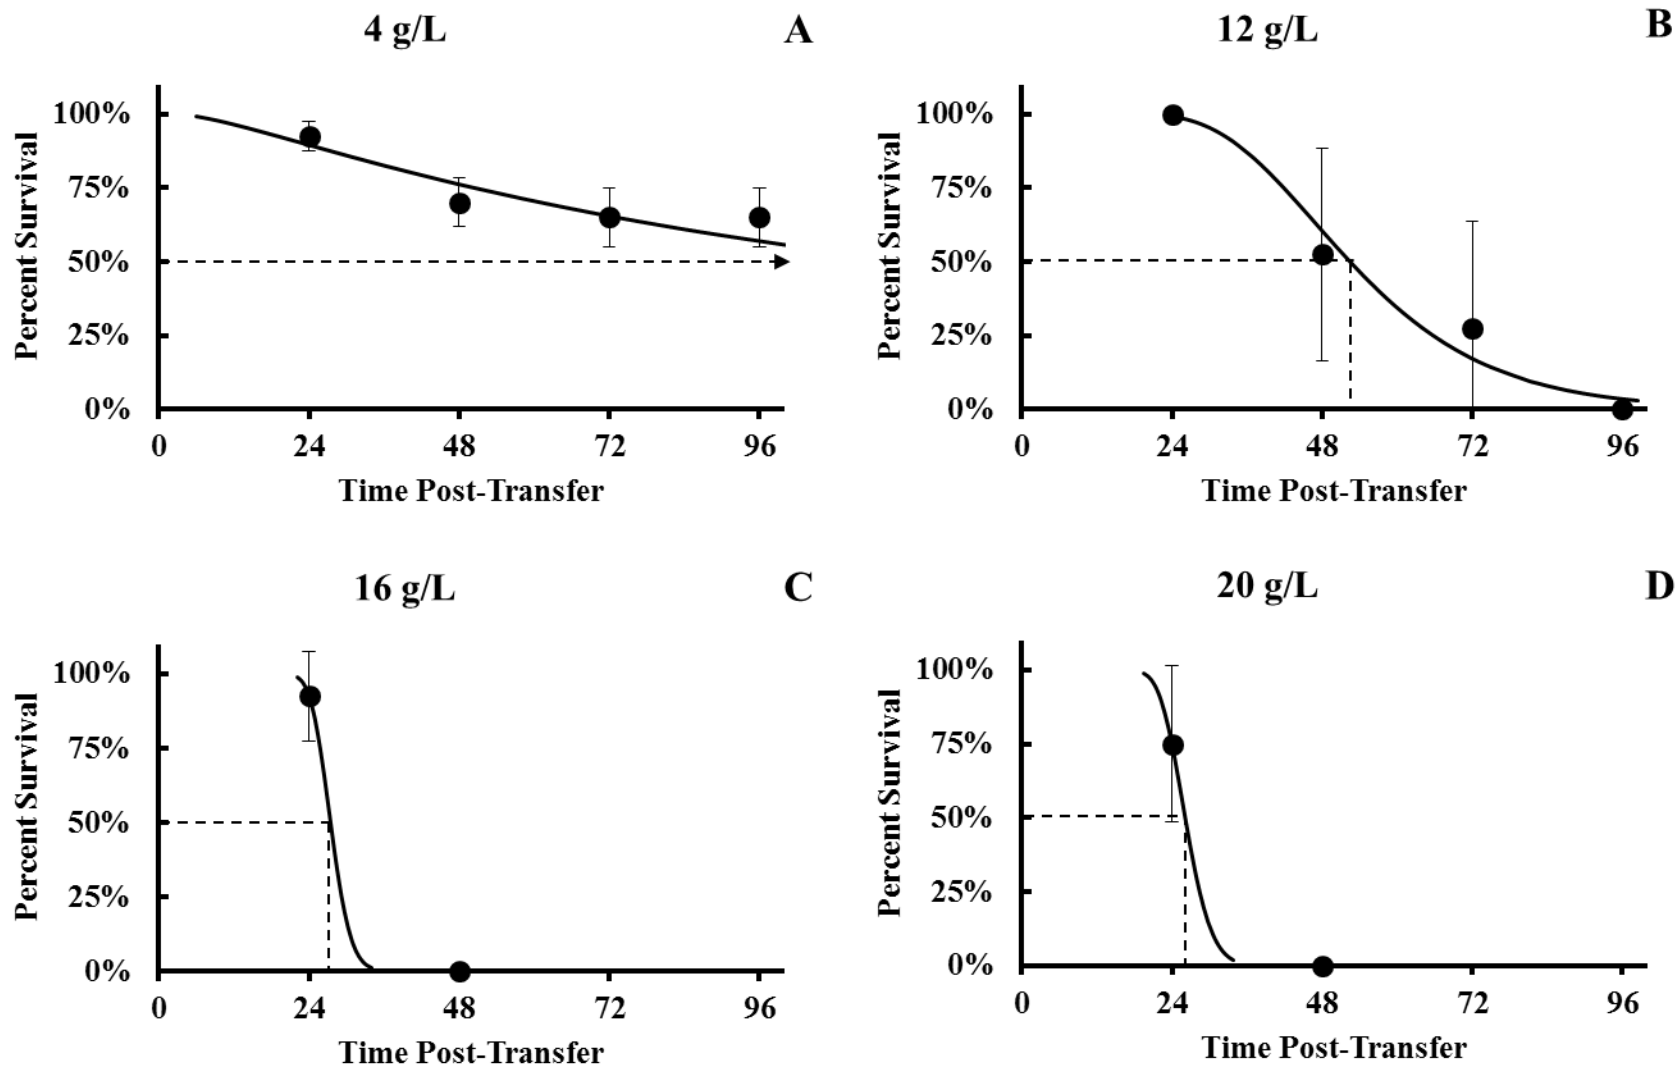 4 g/L
A
Percent Survival
100%
75%
50%
25%
0%
0 24 48 72 96
Time Post-Transfer
12 g/L
B
Percent Survival
100%
75%
50%
25%
0%
0 24 48 72 96
Time Post-Transfer
16 g/L
C
Percent Survival
100%
75%
50%
25%
0%
0 24 48 72 96
Time Post-Transfer
20 g/L
D
Percent Survival
100%
75%
50%
25%
0%
0 24 48 72 96
Time Post-Transfer